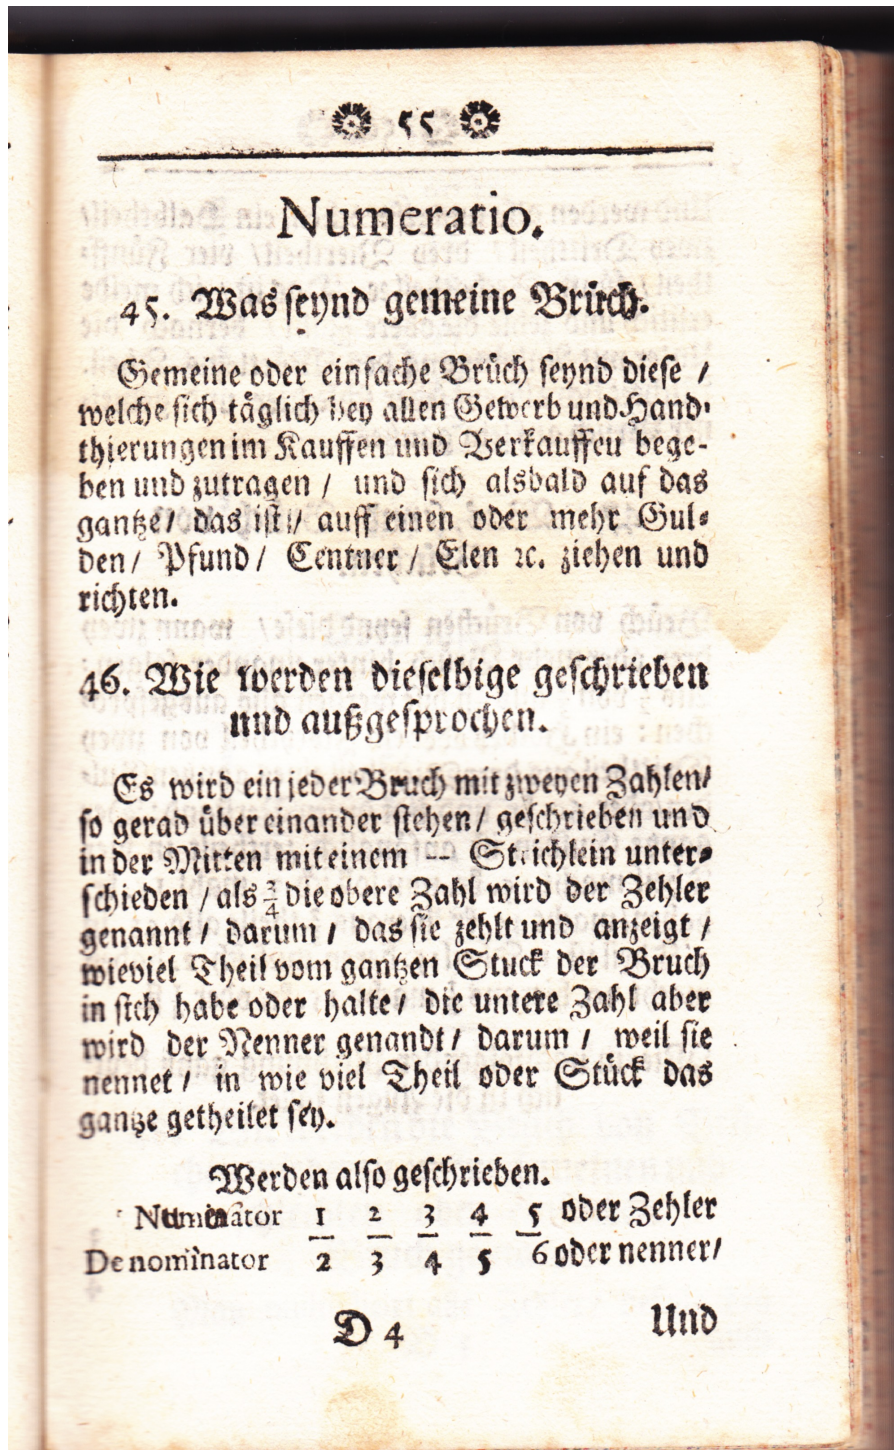 55
Numeratio.
45. Was seynd gemeine Brüch.
Gemeine oder einfache Brüch seynd diese /
welche sich täglich bey allen Gewerb und Hand-
thierungen im Kauffen und Verkauffen bege-
ben und zutragen / und sich alsbald auf das
gantze / das ist / auff einen oder mehr Gul-
den / Pfund / Centner / Elen ꝛc. ziehen und
richten.
46. Wie werden dieselbige geschrieben
und außgesprochen.
Es wird ein jeder Bruch mit zweyen Zahlen /
so gerad über einander stehen / geschrieben und
in der Mitten mit einem -- Strichlein unter-
schieden / als 3/4 die obere Zahl wird der Zehler
genannt / darum / das sie zehlt und anzeigt /
wieviel Theil vom gantzen Stuck der Bruch
in sich habe oder halte / die untere Zahl aber
wird der Nenner genandt / darum / weil sie
nennet / in wie viel Theil oder Stück das
gantze getheilet sey.
Werden also geschrieben.
Numinator 1 2 3 4 5 oder Zehler
Denominator 2 3 4 5 6 oder nenner /
D 4 Und